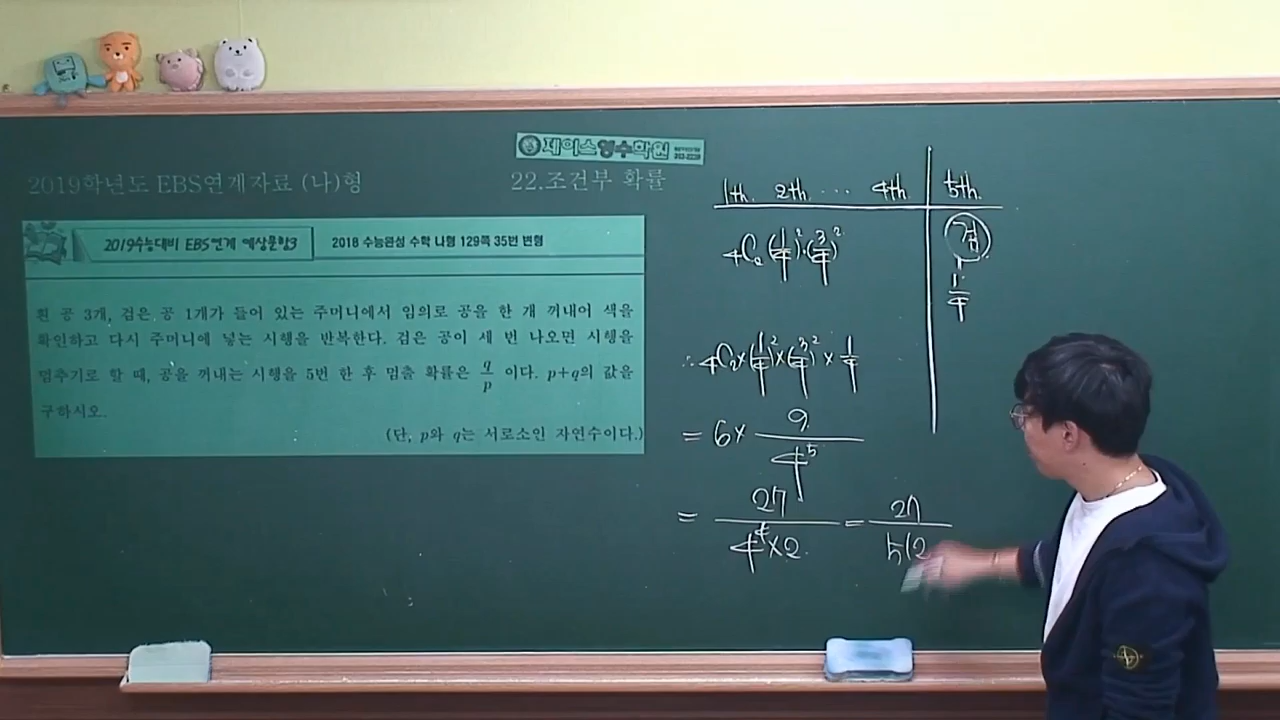 제이스영수학원
2019학년도 EBS연계자료 (나)형 22.조건부 확률
2019수능대비 EBS연계 예상문항3 2018 수능완성 수학 나형 129쪽 35번 변형
흰 공 3개, 검은 공 1개가 들어 있는 주머니에서 임의로 공을 한 개 꺼내어 색을
확인하고 다시 주머니에 넣는 시행을 반복한다. 검은 공이 세 번 나오면 시행을
멈추기로 할 때, 공을 꺼내는 시행을 5번 한 후 멈출 확률은 q/p 이다. p+q의 값을
구하시오.
(단, p와 q는 서로소인 자연수이다.)
1th. 2th ... 4th 5th.
₄C₂(1/4)²·(3/4)² 검
1/4
∴ ₄C₂×(1/4)²×(3/4)²×1/4
= 6× 9/4⁵
= 27/4⁴×2 = 27/512